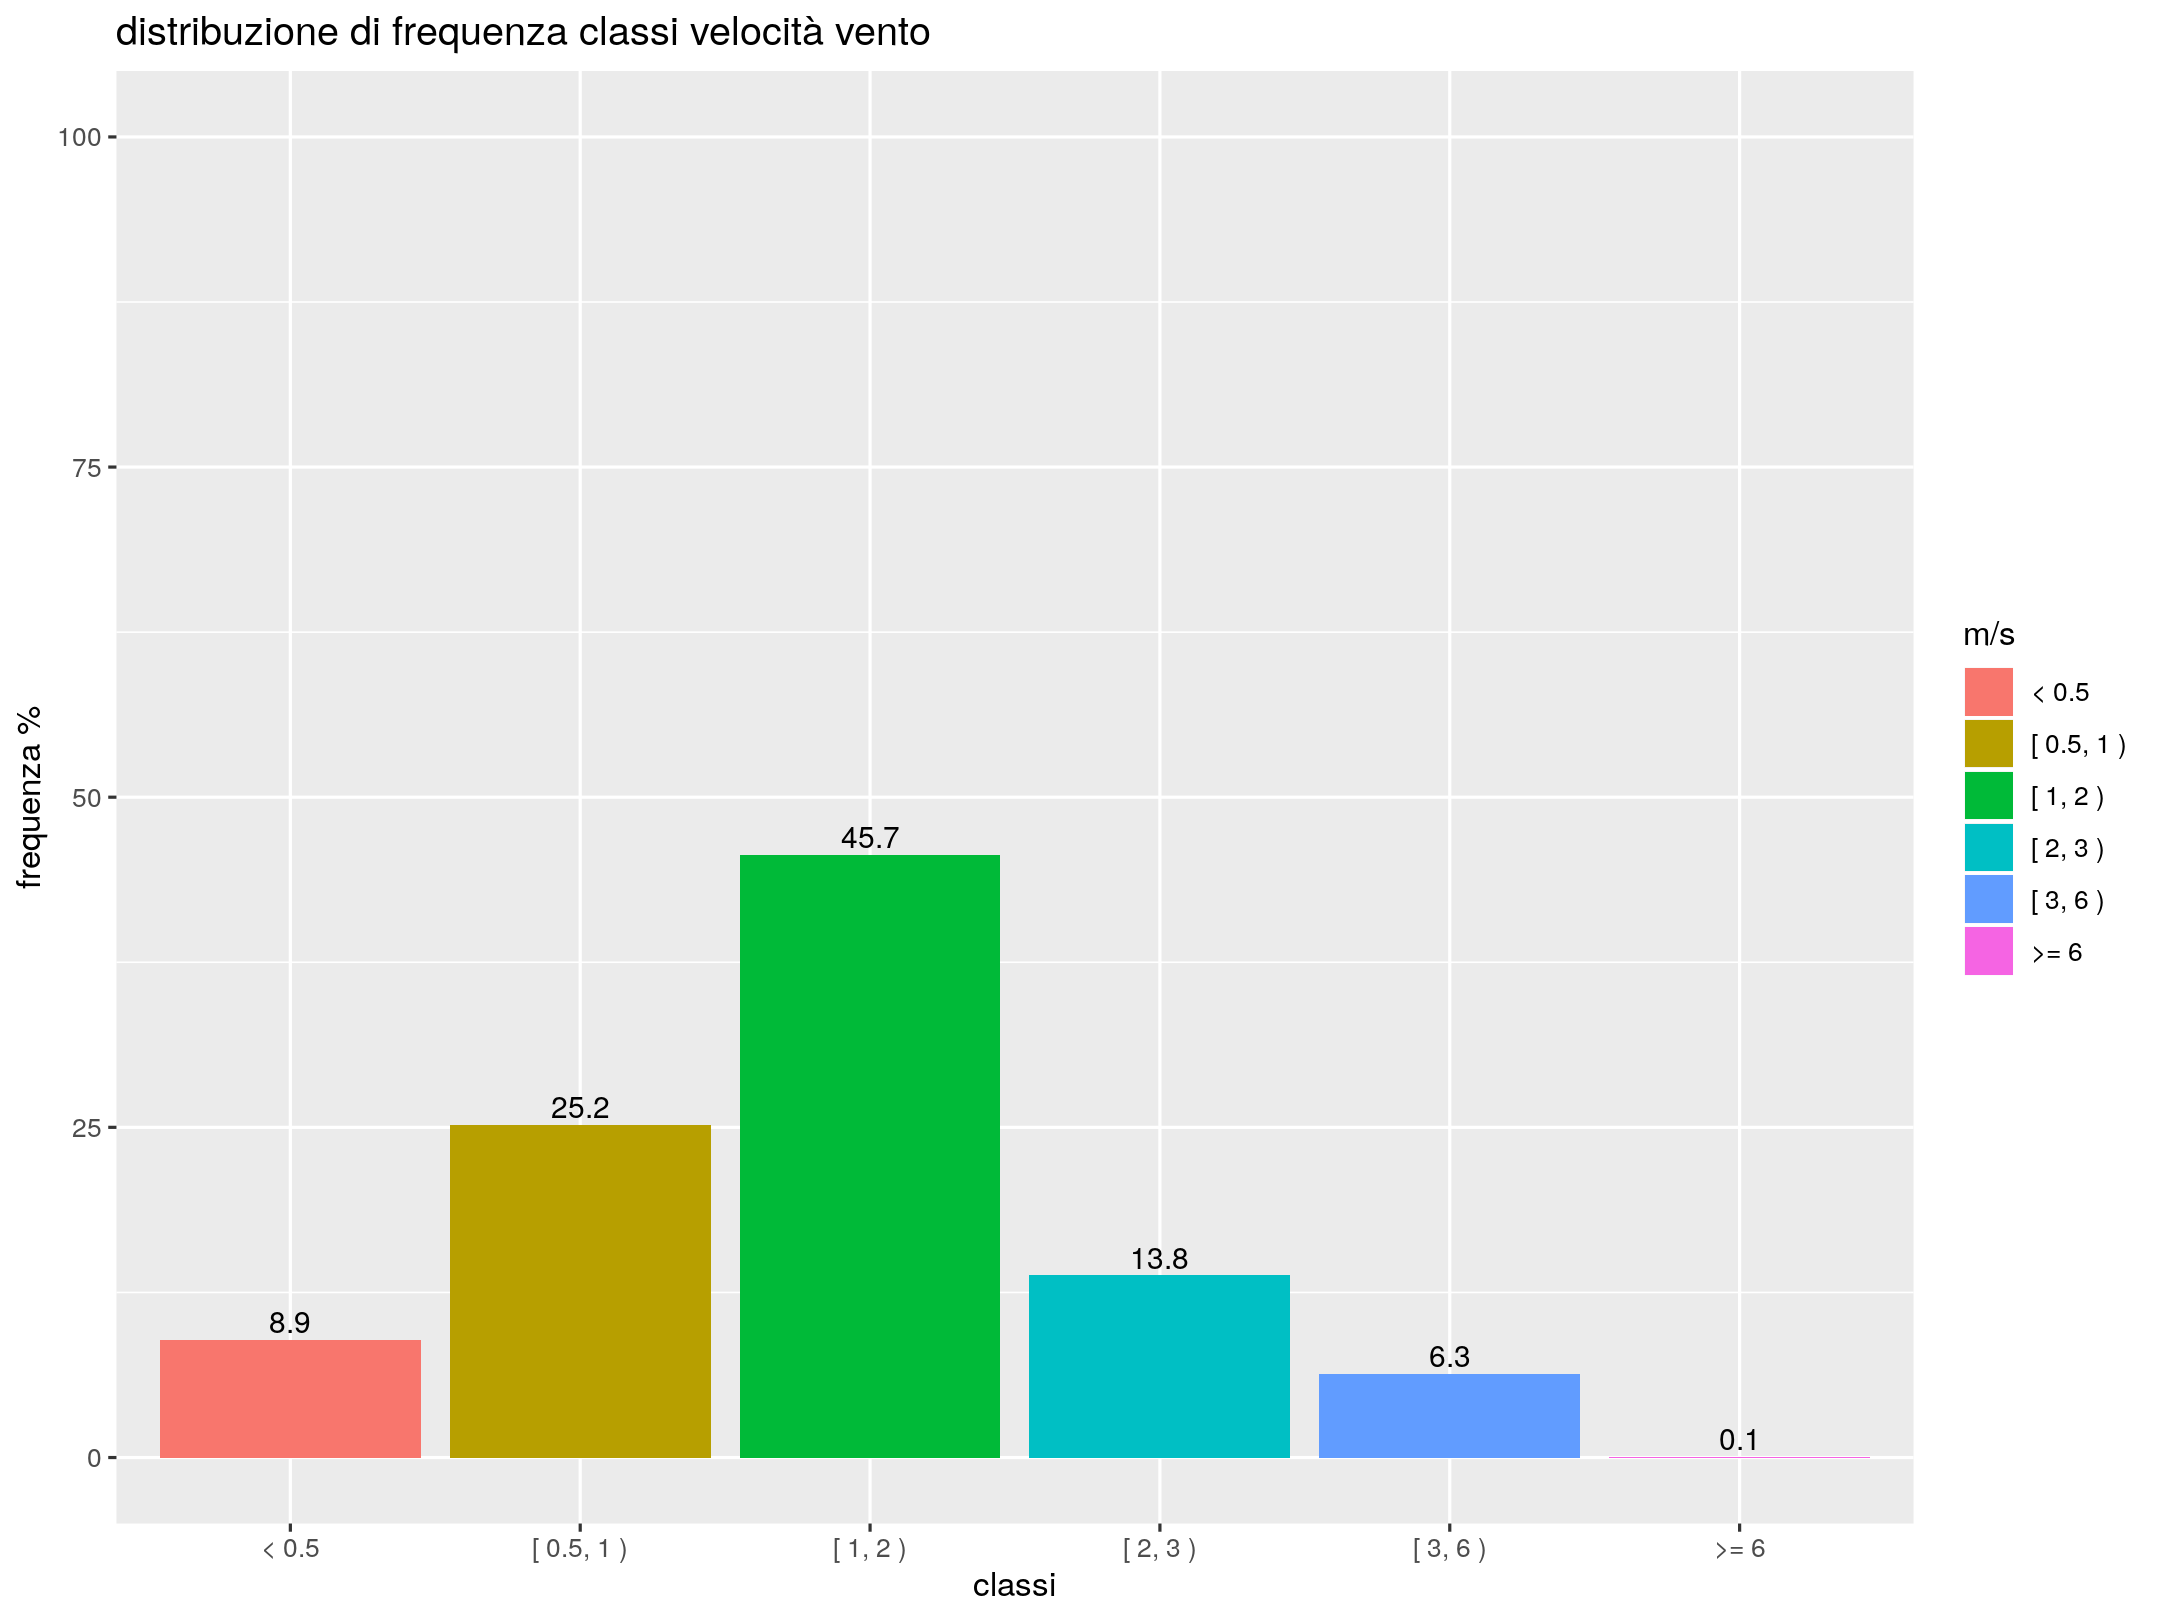 distribuzione di frequenza classi velocità vento
100
75
50
25
0
frequenza %
8.9
25.2
45.7
13.8
6.3
0.1
< 0.5
[ 0.5, 1 )
[ 1, 2 )
[ 2, 3 )
[ 3, 6 )
>= 6
classi
m/s
< 0.5
[ 0.5, 1 )
[ 1, 2 )
[ 2, 3 )
[ 3, 6 )
>= 6